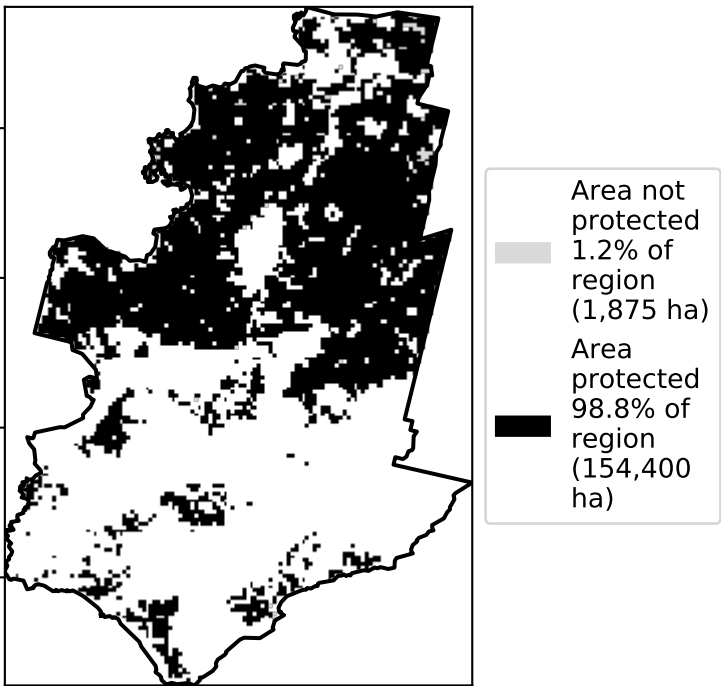 Area not
protected
1.2% of
region
(1,875 ha)
Area
protected
98.8% of
region
(154,400
ha)